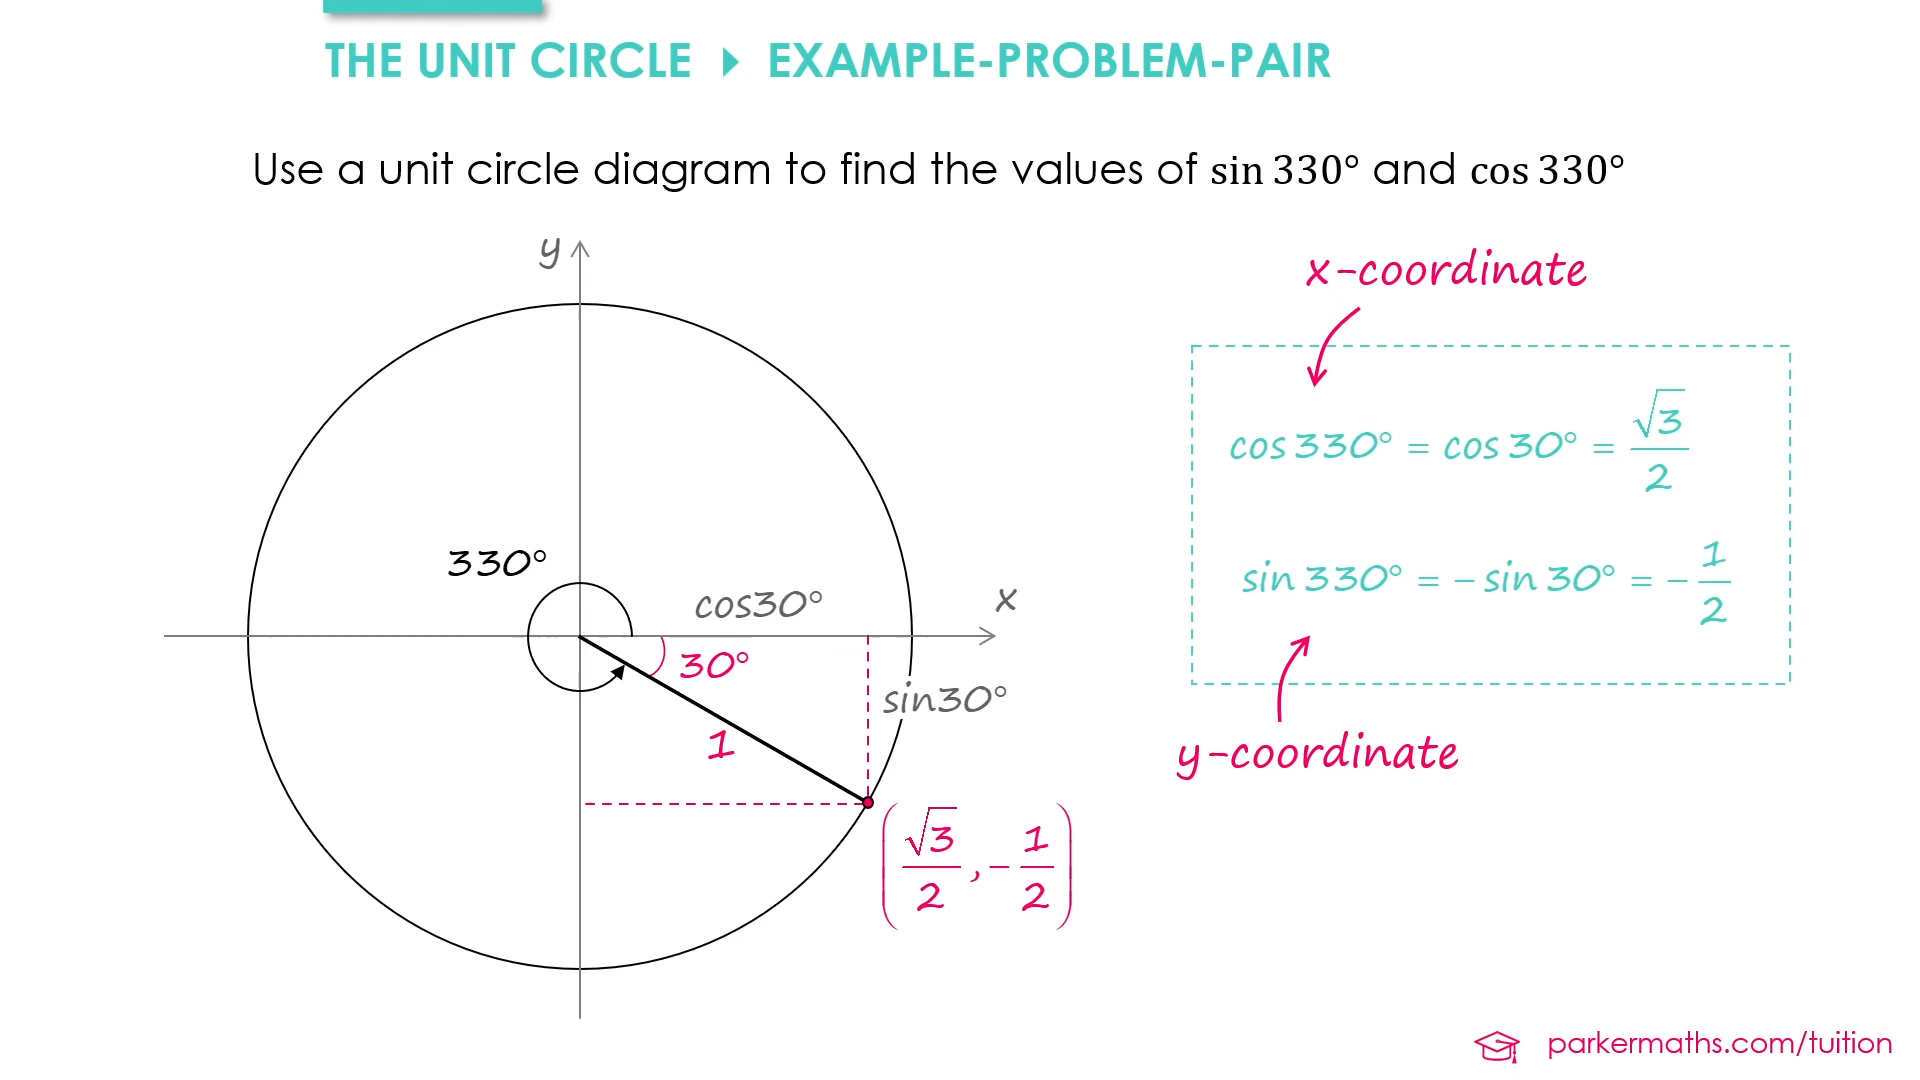 THE UNIT CIRCLE ▸ EXAMPLE-PROBLEM-PAIR
Use a unit circle diagram to find the values of sin 330° and cos 330°
y
x-coordinate
cos 330° = cos 30° = √3/2
330°
cos30°
x
sin 330° = − sin 30° = − 1/2
30°
sin30°
1
y-coordinate
(√3/2, − 1/2)
parkermaths.com/tuition